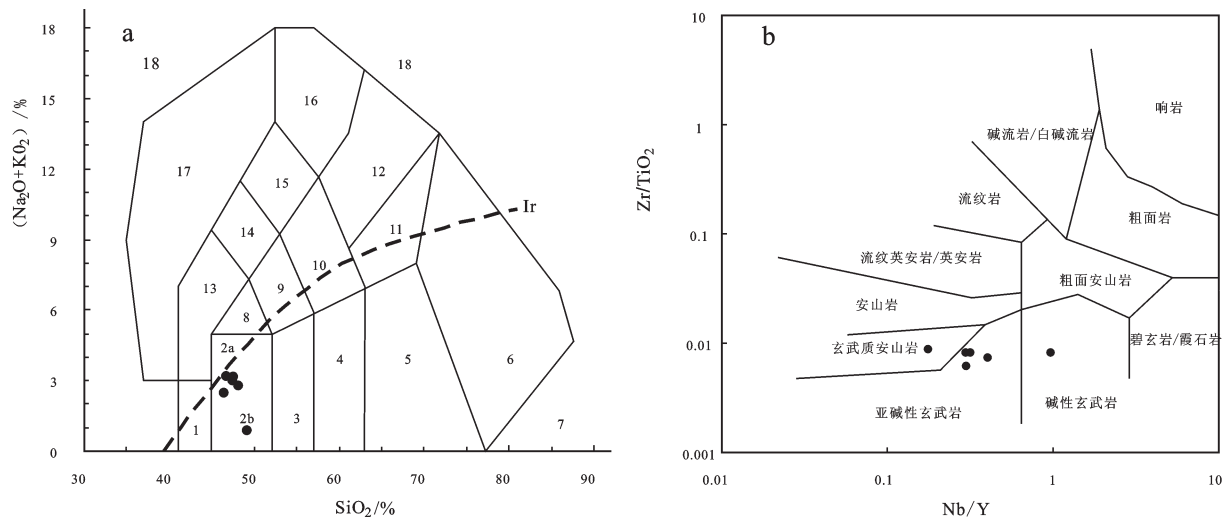 a
(Na₂O+K0₂)/%
18
15
12
9
6
3
0
30
40
50
60
70
80
90
SiO₂/%
18
18
16
17
12
15
14
11
Ir
10
13
9
8
2a
4
5
6
1
2b
3
7
b
Zr/TiO₂
10
1
0.1
0.01
0.001
0.01
0.1
1
10
Nb/Y
响岩
碱流岩/白碱流岩
流纹岩
粗面岩
流纹英安岩/英安岩
粗面安山岩
安山岩
玄武质安山岩
碧玄岩/霞石岩
亚碱性玄武岩
碱性玄武岩